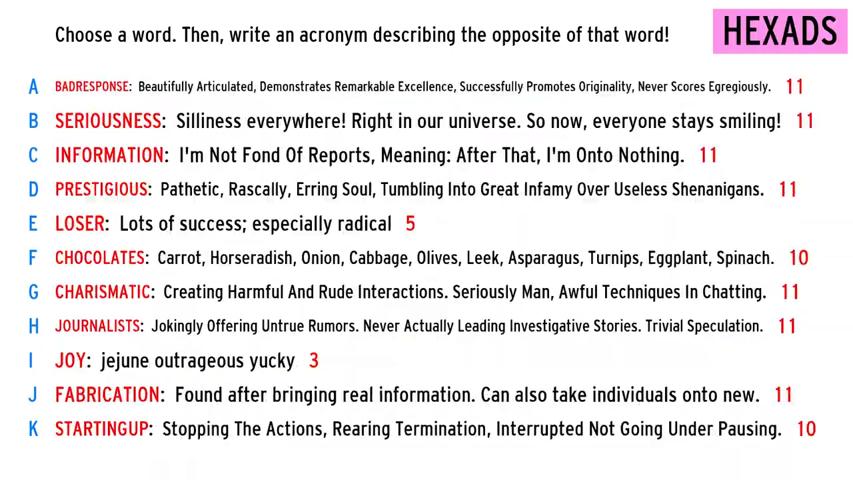 Choose a word. Then, write an acronym describing the opposite of that word!
HEXADS
A BADRESPONSE: Beautifully Articulated, Demonstrates Remarkable Excellence, Successfully Promotes Originality, Never Scores Egregiously. 11
B SERIOUSNESS: Silliness everywhere! Right in our universe. So now, everyone stays smiling! 11
C INFORMATION: I'm Not Fond Of Reports, Meaning: After That, I'm Onto Nothing. 11
D PRESTIGIOUS: Pathetic, Rascally, Erring Soul, Tumbling Into Great Infamy Over Useless Shenanigans. 11
E LOSER: Lots of success; especially radical 5
F CHOCOLATES: Carrot, Horseradish, Onion, Cabbage, Olives, Leek, Asparagus, Turnips, Eggplant, Spinach. 10
G CHARISMATIC: Creating Harmful And Rude Interactions. Seriously Man, Awful Techniques In Chatting. 11
H JOURNALISTS: Jokingly Offering Untrue Rumors. Never Actually Leading Investigative Stories. Trivial Speculation. 11
I JOY: jejune outrageous yucky 3
J FABRICATION: Found after bringing real information. Can also take individuals onto new. 11
K STARTINGUP: Stopping The Actions, Rearing Termination, Interrupted Not Going Under Pausing. 10